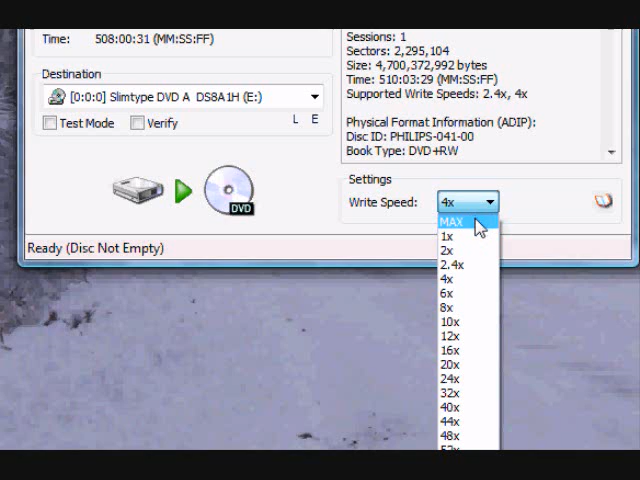 Time: 508:00:31 (MM:SS:FF)
Destination
[0:0:0] Slimtype DVD A DS8A1H (E:)
Test Mode
Verify
L E
DVD
Ready (Disc Not Empty)
Sessions: 1
Sectors: 2,295,104
Size: 4,700,372,992 bytes
Time: 510:03:29 (MM:SS:FF)
Supported Write Speeds: 2.4x, 4x
Physical Format Information (ADIP):
Disc ID: PHILIPS-041-00
Book Type: DVD+RW
Settings
Write Speed: 4x
MAX
1x
2x
2.4x
4x
6x
8x
10x
12x
16x
20x
24x
32x
40x
44x
48x
52x